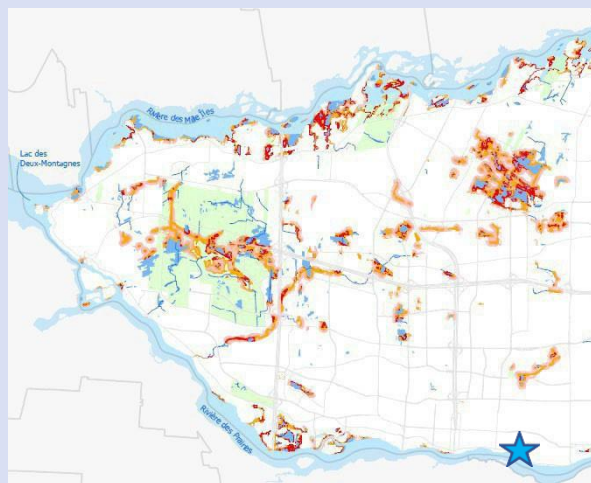 Rivière des Mille Îles
Lac des
Deux-Montagnes
Rivière des Prairies